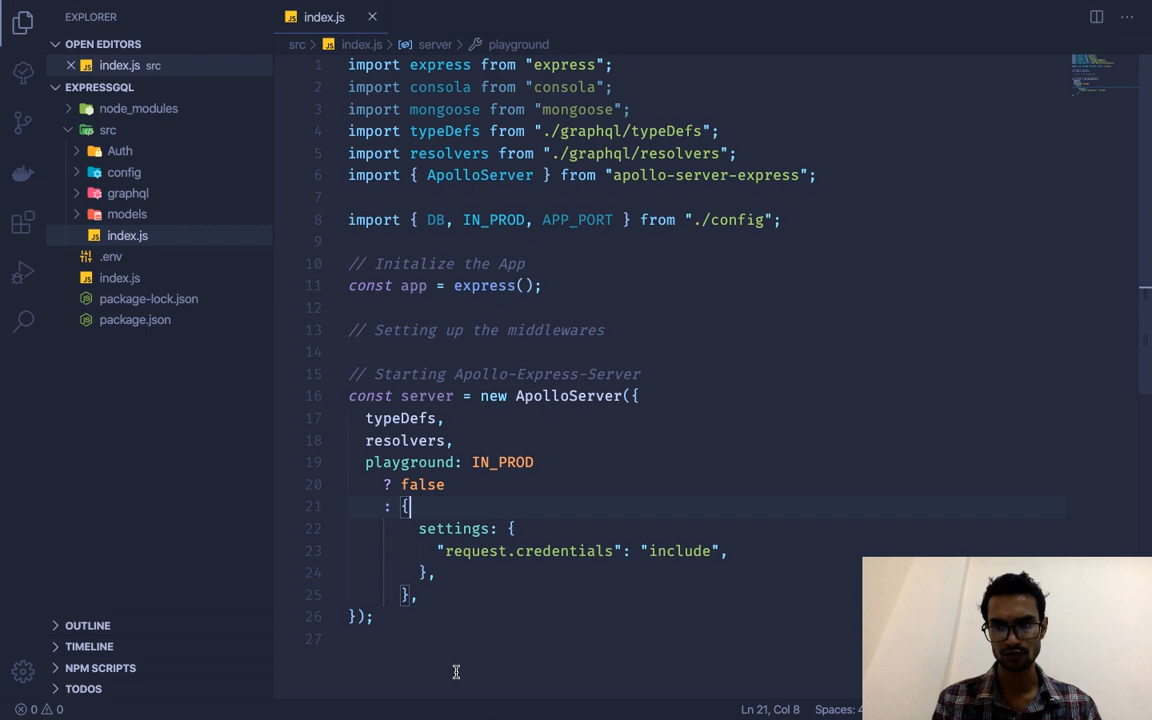 EXPLORER
OPEN EDITORS
index.js src
EXPRESSGQL
node_modules
src
Auth
config
graphql
models
index.js
.env
index.js
package-lock.json
package.json
OUTLINE
TIMELINE
NPM SCRIPTS
TODOS
0 0
JS index.js
src JS index.js server playground
1 import express from "express";
2 import consola from "consola";
3 import mongoose from "mongoose";
4 import typeDefs from "./graphql/typeDefs";
5 import resolvers from "./graphql/resolvers";
6 import { ApolloServer } from "apollo-server-express";
7
8 import { DB, IN_PROD, APP_PORT } from "./config";
9
10 // Initalize the App
11 const app = express();
12
13 // Setting up the middlewares
14
15 // Starting Apollo-Express-Server
16 const server = new ApolloServer({
17 typeDefs,
18 resolvers,
19 playground: IN_PROD
20 ? false
21 : {
22 settings: {
23 "request.credentials": "include",
24 },
25 },
26 });
27
Ln 21, Col 8 Spaces: